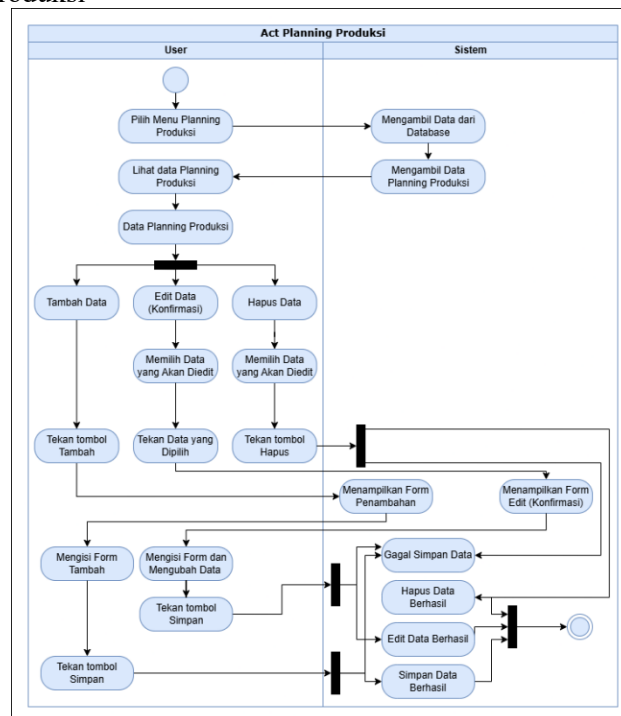 roduksi
Act Planning Produksi
User
Sistem
Pilih Menu Planning
Produksi
Mengambil Data dari
Database
Lihat data Planning
Produksi
Mengambil Data
Planning Produksi
Data Planning Produksi
Tambah Data
Edit Data
(Konfirmasi)
Hapus Data
Memilih Data
yang Akan Diedit
Memilih Data
yang Akan Diedit
Tekan tombol
Tambah
Tekan Data yang
Dipilih
Tekan tombol
Hapus
Menampilkan Form
Penambahan
Menampilkan Form
Edit (Konfirmasi)
Mengisi Form
Tambah
Mengisi Form dan
Mengubah Data
Gagal Simpan Data
Tekan tombol
Simpan
Hapus Data
Berhasil
Edit Data Berhasil
Tekan tombol
Simpan
Simpan Data
Berhasil